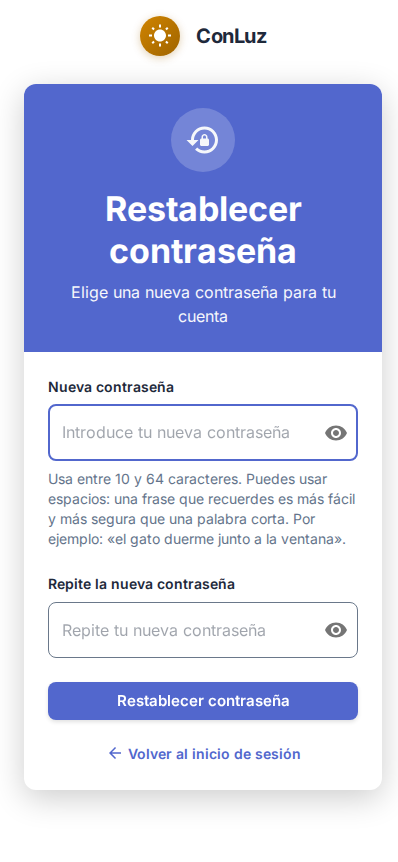 ConLuz
Restablecer
contraseña
Elige una nueva contraseña para tu
cuenta
Nueva contraseña
Introduce tu nueva contraseña
Usa entre 10 y 64 caracteres. Puedes usar
espacios: una frase que recuerdes es más fácil
y más segura que una palabra corta. Por
ejemplo: «el gato duerme junto a la ventana».
Repite la nueva contraseña
Repite tu nueva contraseña
Restablecer contraseña
← Volver al inicio de sesión